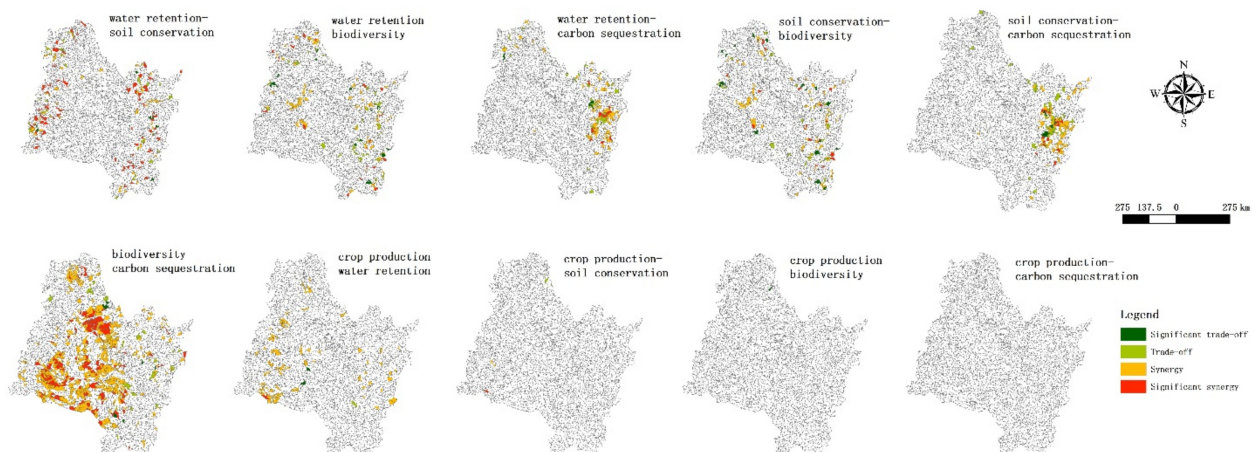 water retention-
soil conservation
water retention
biodiversity
water retention-
carbon sequestration
soil conservation-
biodiversity
soil conservation-
carbon sequestration
N
W E
S
275 137.5 0 275 km
biodiversity
carbon sequestration
crop production
water retention
crop production-
soil conservation
crop production
biodiversity
crop production-
carbon sequestration
Legend
Significant trade-off
Trade-off
Synergy
Significant synergy